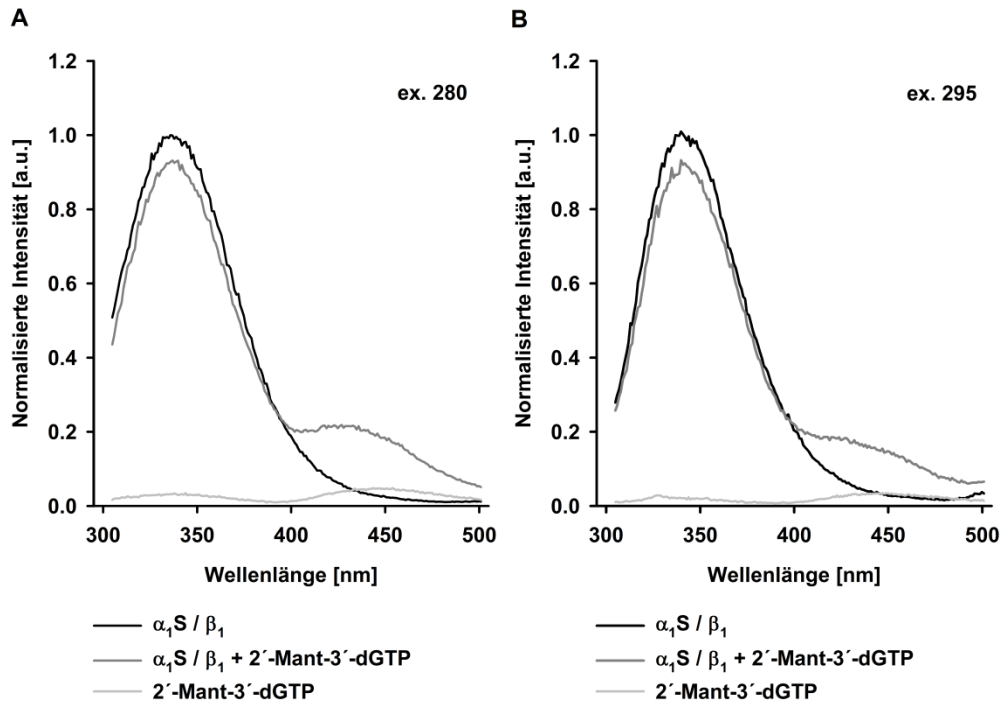 A
1.2
1.0
0.8
0.6
0.4
0.2
0.0
Normalisierte Intensität [a.u.]
ex. 280
300 350 400 450 500
Wellenlänge [nm]
α₁S / β₁
α₁S / β₁ + 2´-Mant-3´-dGTP
2´-Mant-3´-dGTP
B
1.2
1.0
0.8
0.6
0.4
0.2
0.0
Normalisierte Intensität [a.u.]
ex. 295
300 350 400 450 500
Wellenlänge [nm]
α₁S / β₁
α₁S / β₁ + 2´-Mant-3´-dGTP
2´-Mant-3´-dGTP